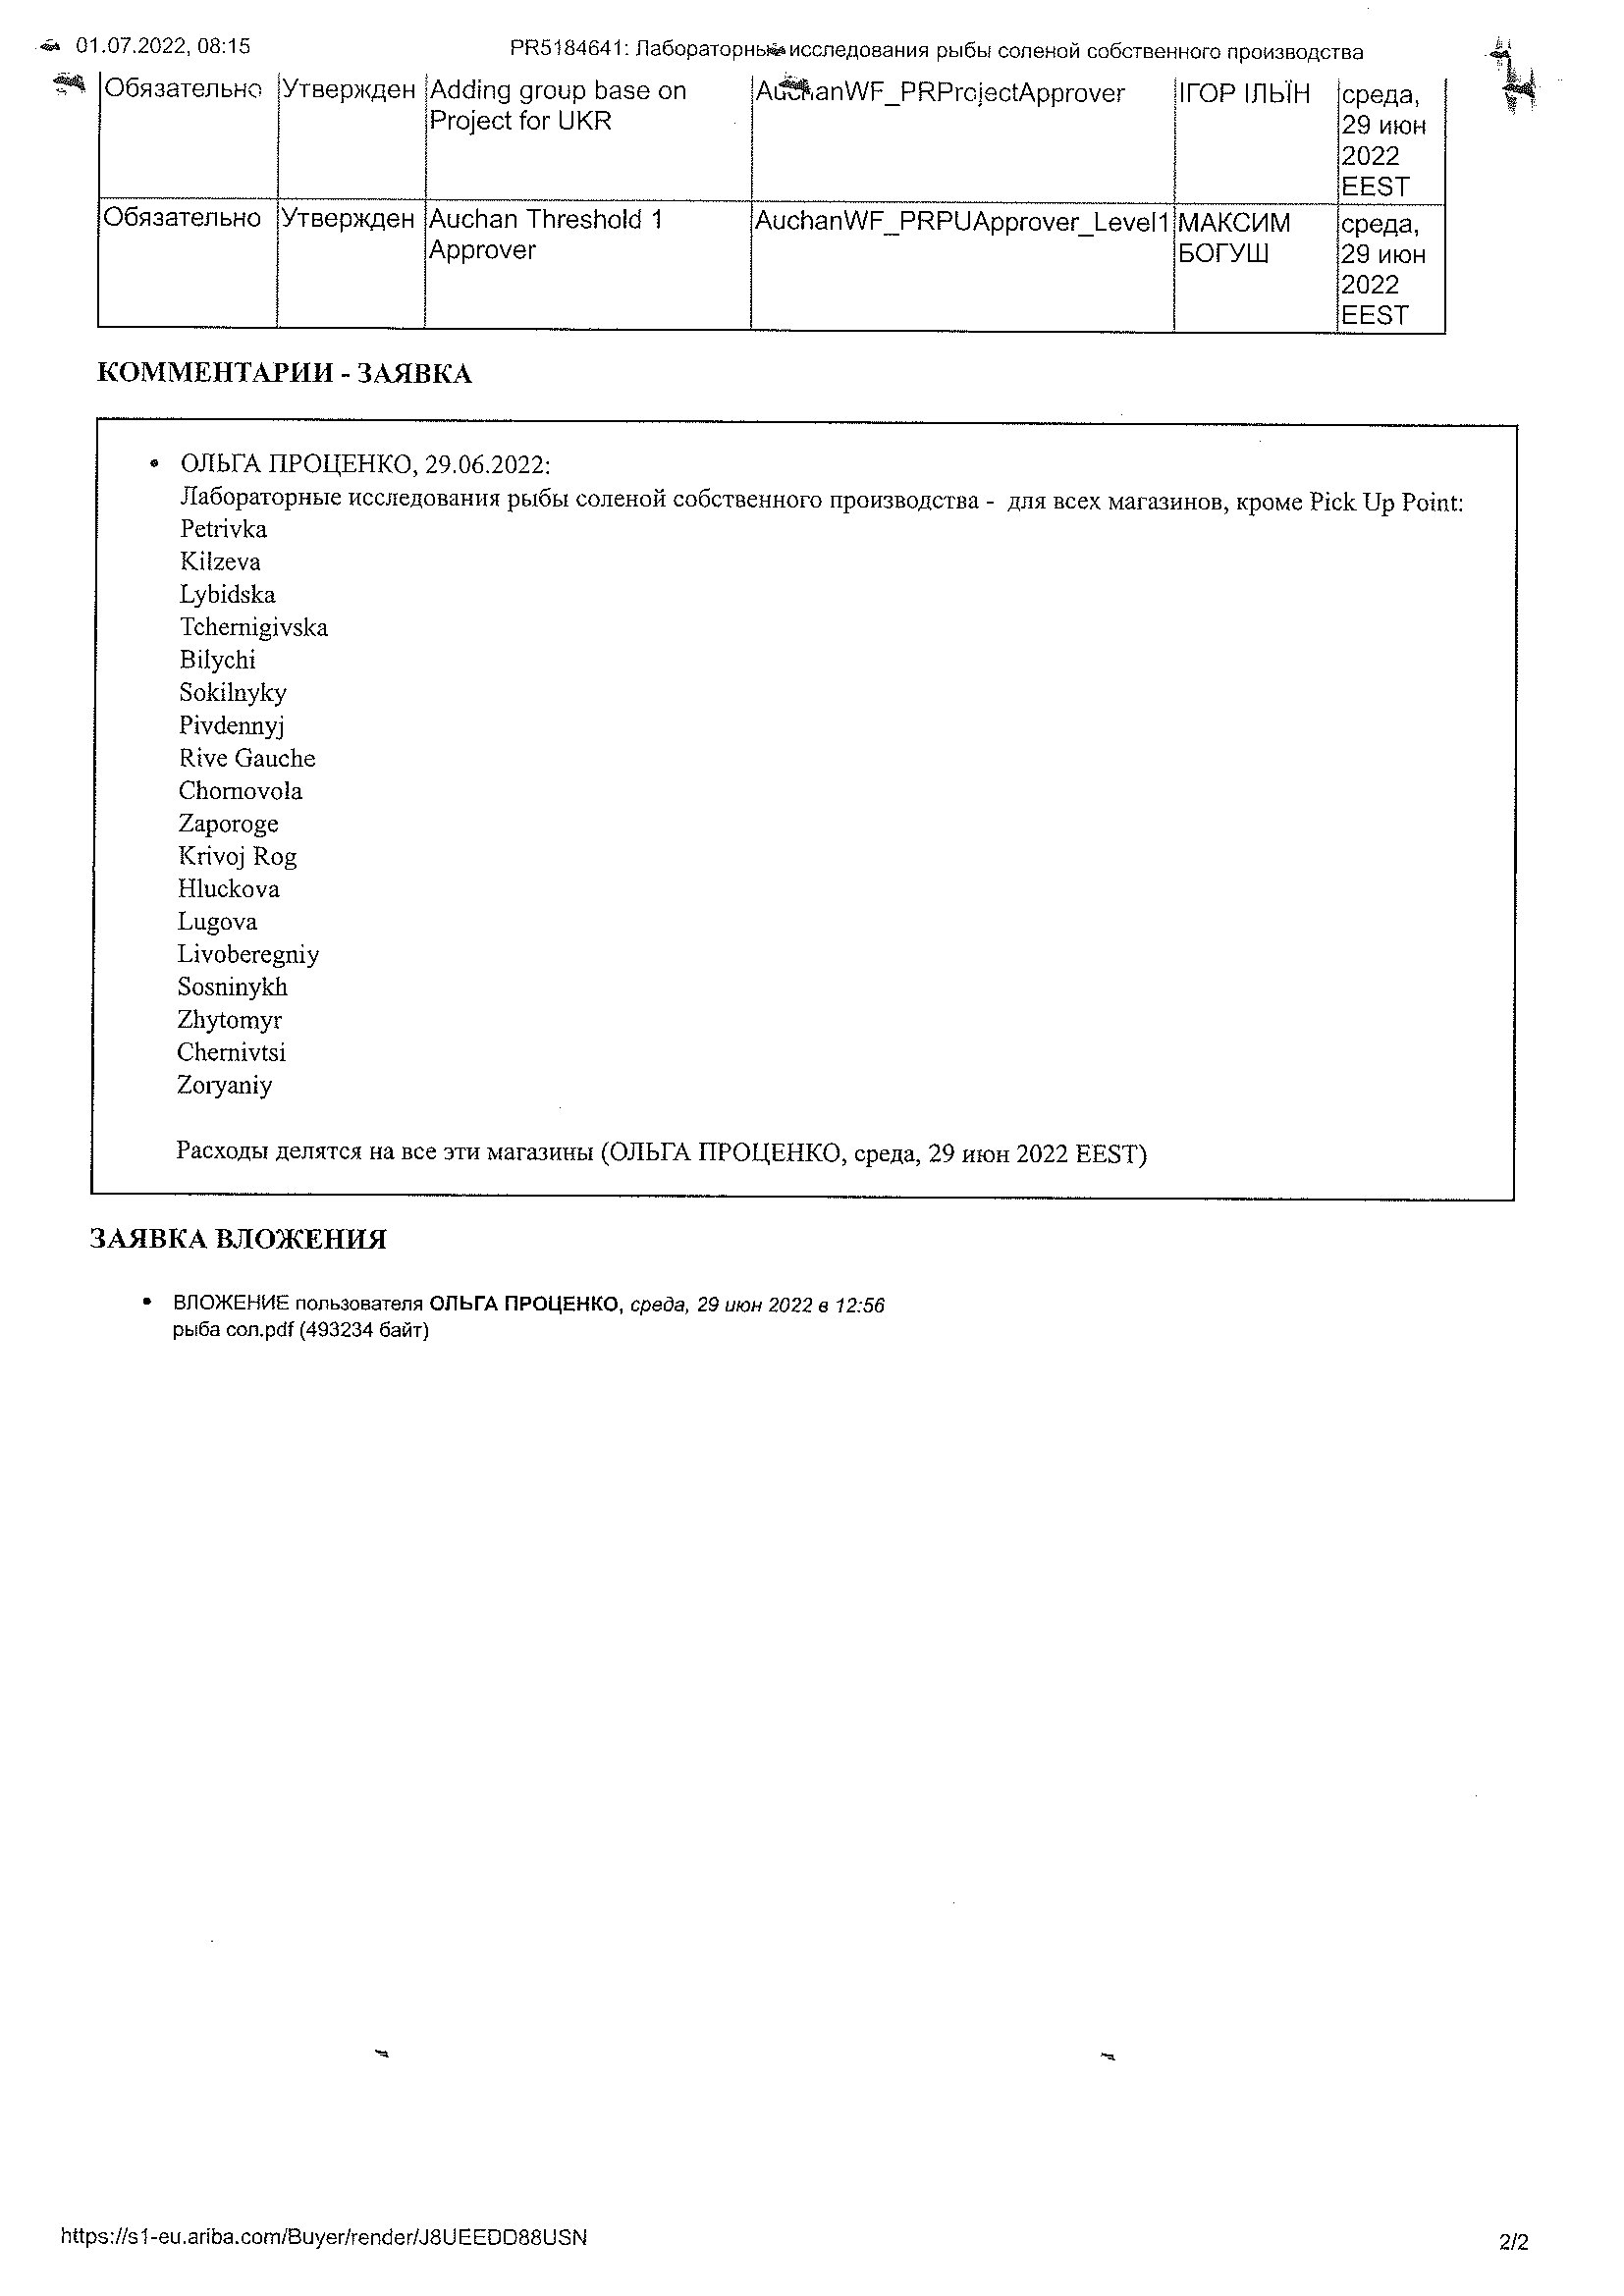 01.07.2022, 08:15 PR5184641: Лабораторные исследования рыбы соленой собственного производства
Обязательно Утвержден Adding group base on AuchanWF_PRProjectApprover ІГОР ІЛЬЇН среда,
Project for UKR 29 июн
2022
EEST
Обязательно Утвержден Auchan Threshold 1 AuchanWF_PRPUApprover_Level1 МАКСИМ среда,
Approver БОГУШ 29 июн
2022
EEST
КОММЕНТАРИИ - ЗАЯВКА
• ОЛЬГА ПРОЦЕНКО, 29.06.2022:
Лабораторные исследования рыбы соленой собственного производства - для всех магазинов, кроме Pick Up Point:
Petrivka
Kilzeva
Lybidska
Tchernigivska
Bilychi
Sokilnyky
Pivdennyj
Rive Gauche
Chornovola
Zaporoge
Krivoj Rog
Hluckova
Lugova
Livoberegniy
Sosninykh
Zhytomyr
Chernivtsi
Zoryaniy
Расходы делятся на все эти магазины (ОЛЬГА ПРОЦЕНКО, среда, 29 июн 2022 EEST)
ЗАЯВКА ВЛОЖЕНИЯ
• ВЛОЖЕНИЕ пользователя ОЛЬГА ПРОЦЕНКО, среда, 29 июн 2022 в 12:56
рыба сол.pdf (493234 байт)
https://s1-eu.ariba.com/Buyer/render/J8UEEDD88USN 2/2